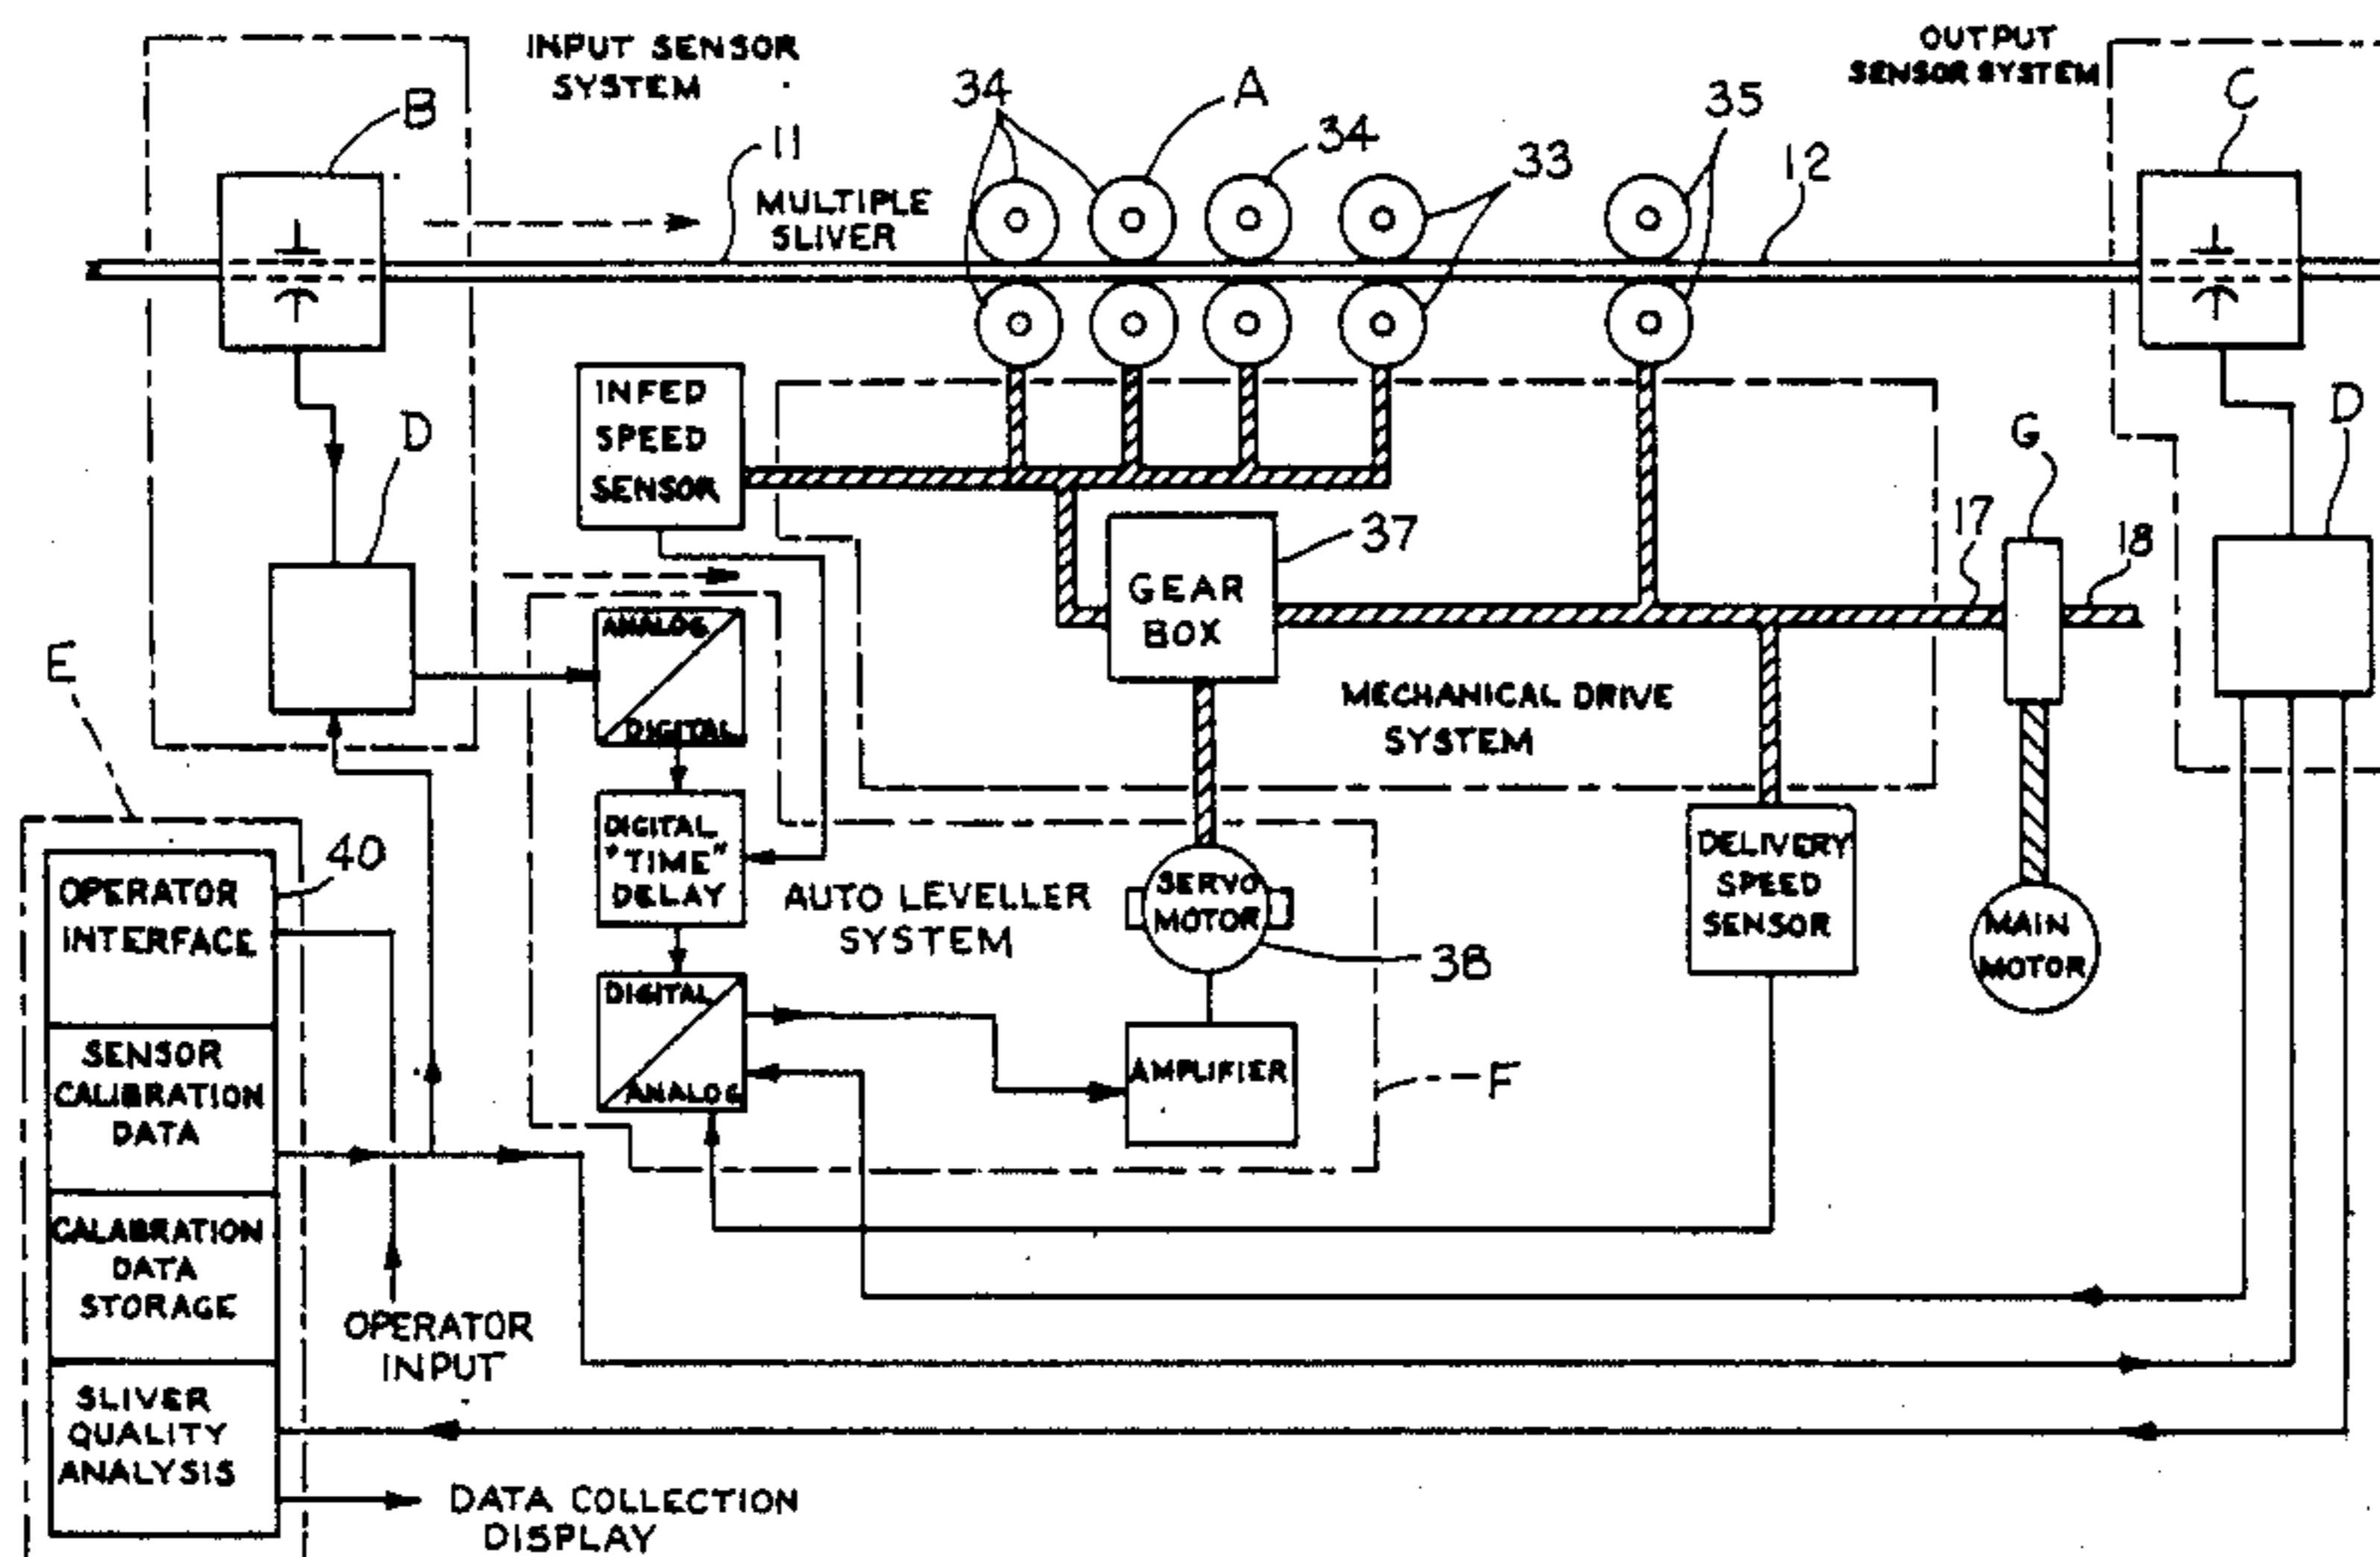 INPUT SENSOR
SYSTEM
B
11
MULTIPLE
SLIVER
34
A
34
33
35
12
OUTPUT
SENSOR SYSTEM
C
D
INFED
SPEED
SENSOR
37
GEAR
BOX
MECHANICAL DRIVE
SYSTEM
17
G
18
D
E
ANALOG
DIGITAL
DIGITAL
"TIME"
DELAY
AUTO LEVELLER
SYSTEM
SERVO
MOTOR
38
DELIVERY
SPEED
SENSOR
MAIN
MOTOR
DIGITAL
ANALOG
AMPLIFIER
F
40
OPERATOR
INTERFACE
SENSOR
CALIBRATION
DATA
CALABRATION
DATA
STORAGE
OPERATOR
INPUT
SLIVER
QUALITY
ANALYSIS
DATA COLLECTION
DISPLAY